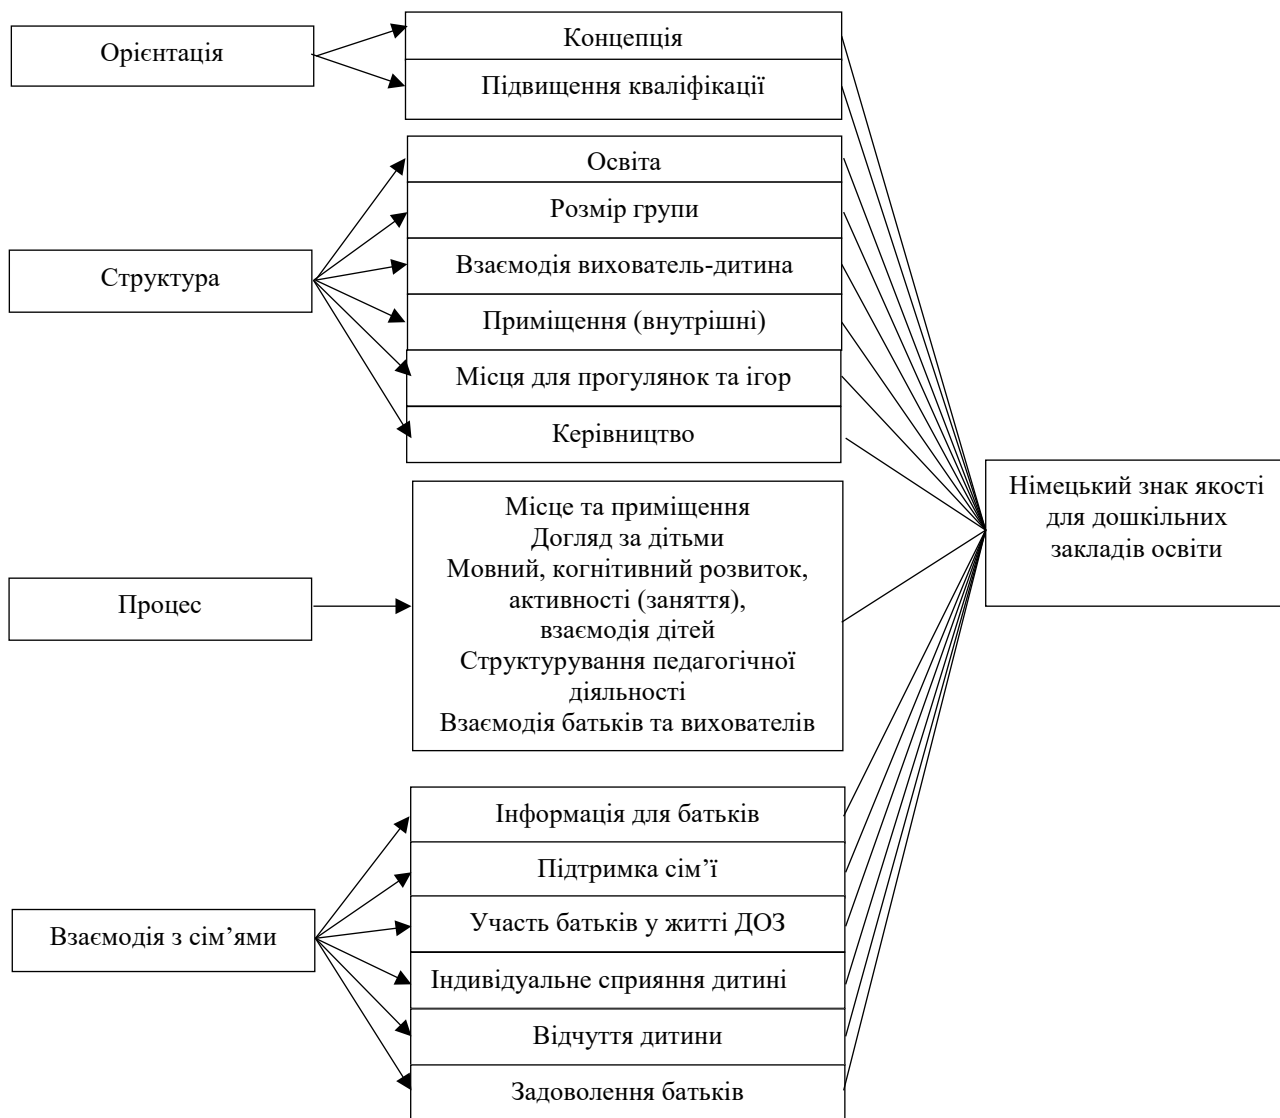 Орієнтація
Концепція
Підвищення кваліфікації
Структура
Освіта
Розмір групи
Взаємодія вихователь-дитина
Приміщення (внутрішні)
Місця для прогулянок та ігор
Керівництво
Процес
Місце та приміщення
Догляд за дітьми
Мовний, когнітивний розвиток,
активності (заняття),
взаємодія дітей
Структурування педагогічної
діяльності
Взаємодія батьків та вихователів
Взаємодія з сім’ями
Інформація для батьків
Підтримка сім’ї
Участь батьків у житті ДОЗ
Індивідуальне сприяння дитині
Відчуття дитини
Задоволення батьків
Німецький знак якості
для дошкільних
закладів освіти